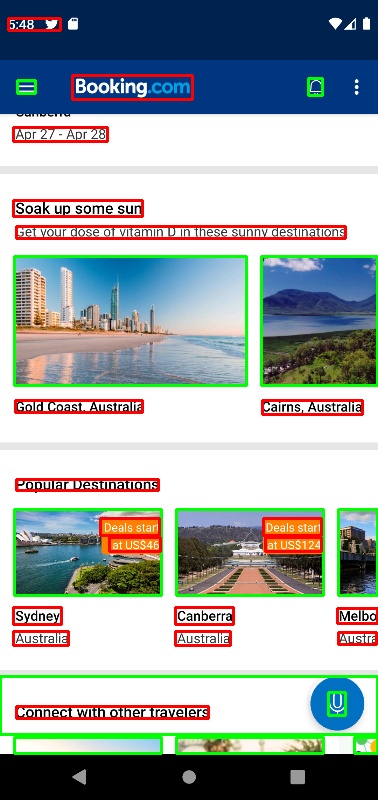 5:48
Booking.com
Canberra
Apr 27 - Apr 28
Soak up some sun
Get your dose of vitamin D in these sunny destinations
Gold Coast, Australia
Cairns, Australia
Popular Destinations
Deals start
at US$46
Deals start
at US$124
Sydney
Canberra
Melbo
Australia
Australia
Austra
Connect with other travelers